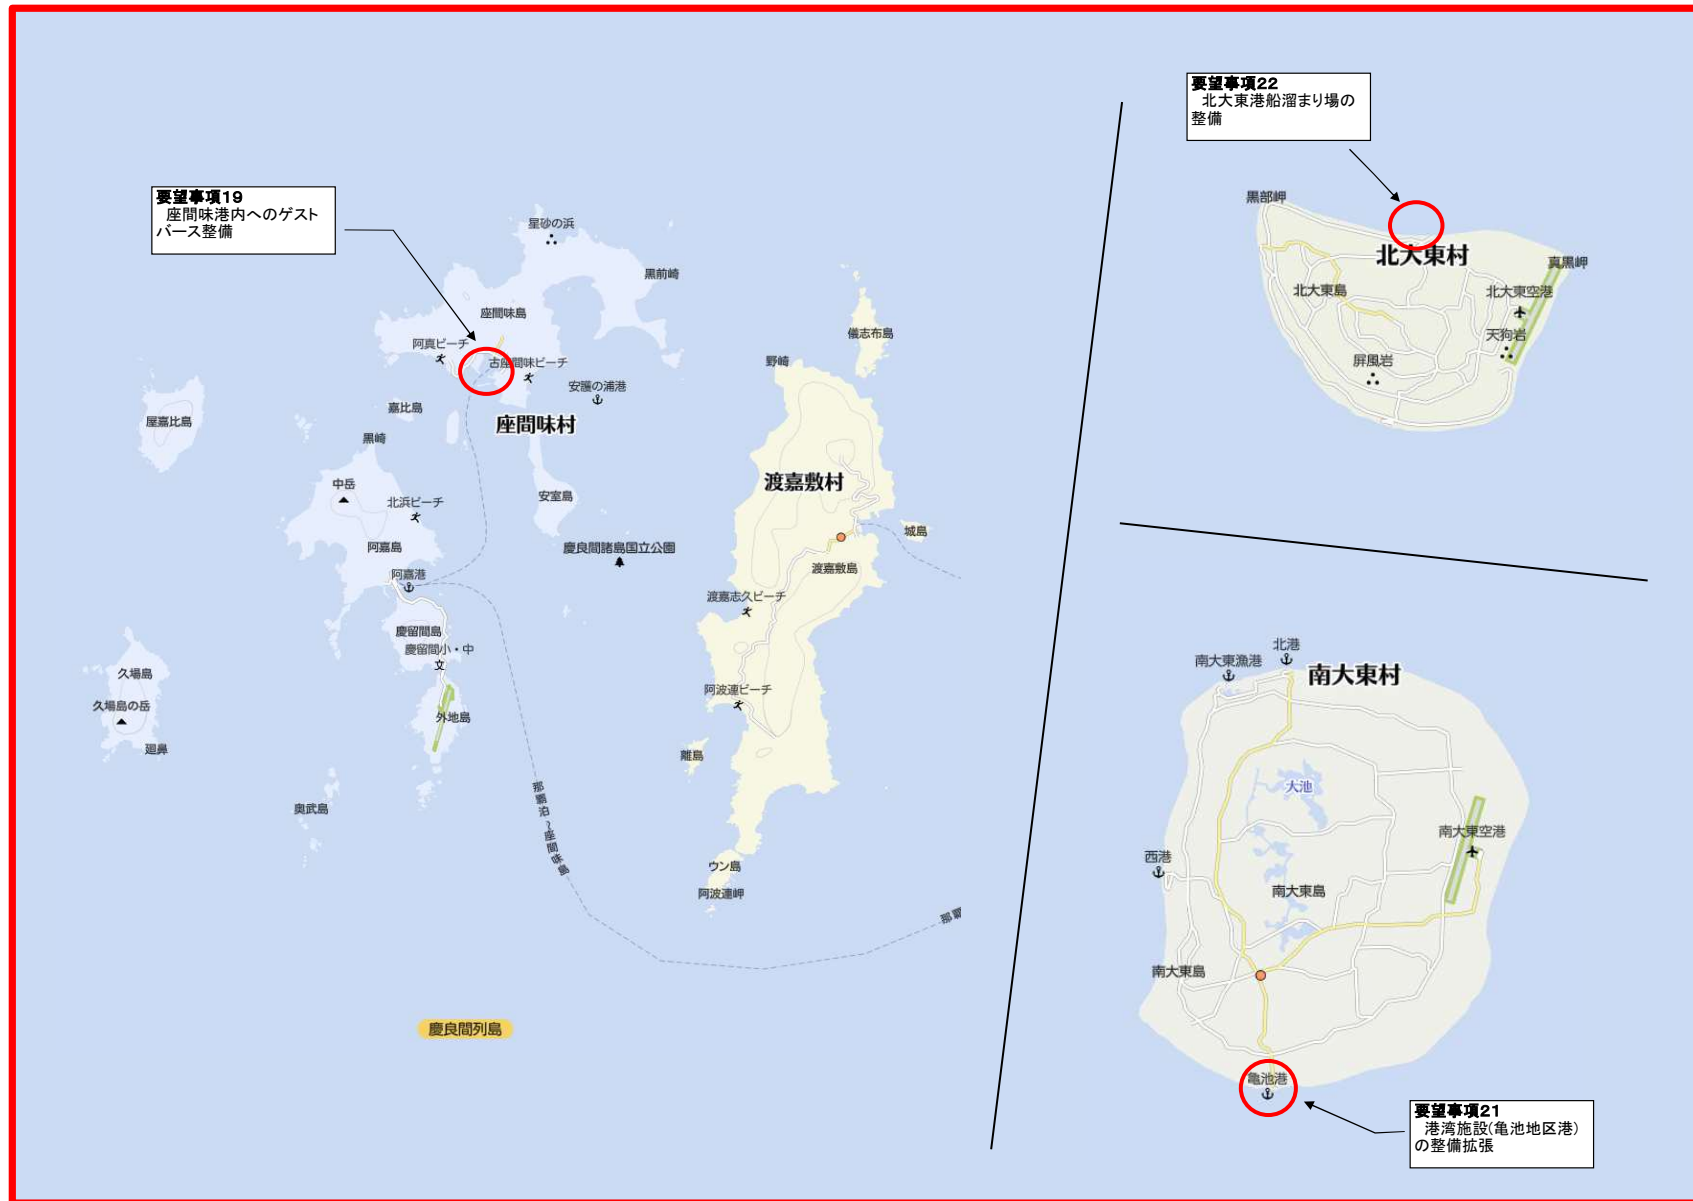 要望事項19
座間味港内へのゲスト
バース整備
星砂の浜
黒前崎
座間味島
阿真ビーチ
古座間味ビーチ
安護の浦港
嘉比島
座間味村
屋嘉比島
黒崎
中岳
北浜ビーチ
安室島
阿嘉島
慶良間諸島国立公園
阿嘉港
慶留間島
慶留間小・中
文
久場島
久場島の岳
廻鼻
外地島
奥武島
那覇泊～座間味島
慶良間列島
儀志布島
野崎
渡嘉敷村
城島
渡嘉敷島
渡嘉志久ビーチ
阿波連ビーチ
離島
ウン島
阿波連岬
那覇
要望事項22
北大東港船溜まり場の
整備
黒部岬
北大東村
真黒岬
北大東島
北大東空港
天狗岩
屏風岩
北港
南大東漁港
南大東村
大池
南大東空港
西港
南大東島
南大東島
亀池港
要望事項21
港湾施設(亀池地区港)
の整備拡張